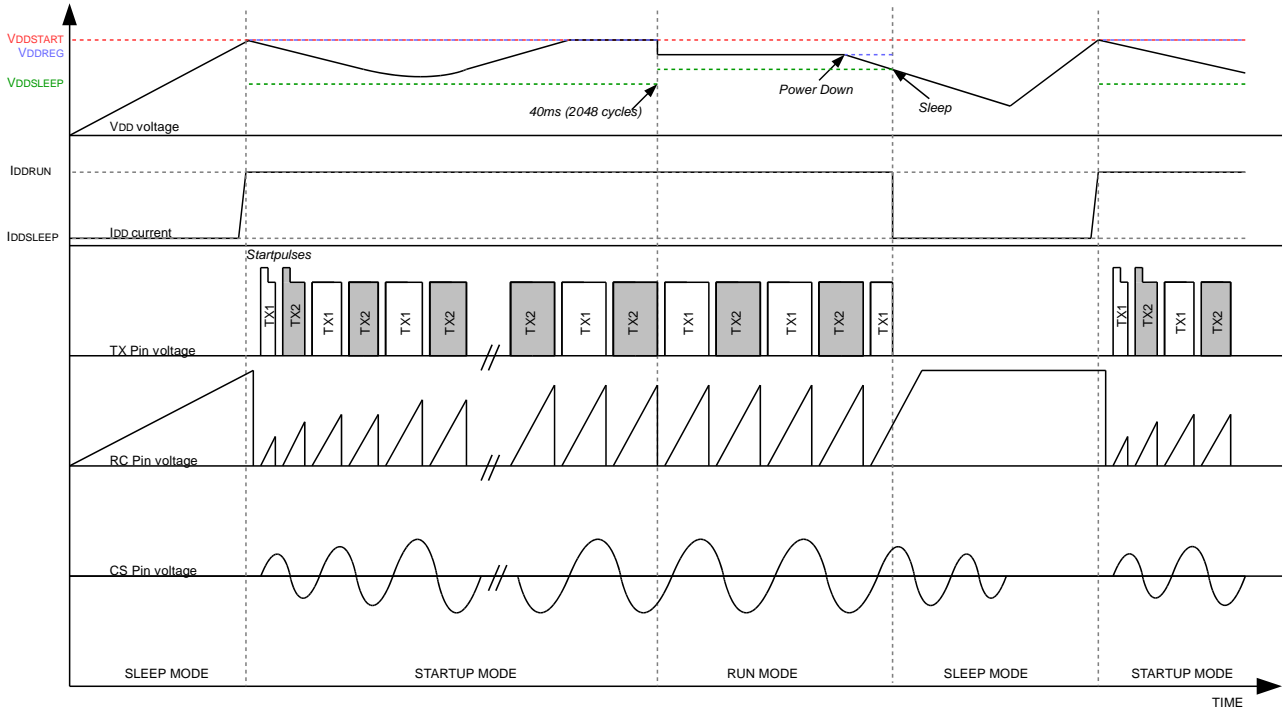 VDDSTART
VDDREG
VDDSLEEP
Power Down
Sleep
40ms (2048 cycles)
VDD voltage
IDDRUN
IDDSLEEP
IDD current
Startpulses
TX1
TX2
TX1
TX2
TX1
TX2
TX2
TX1
TX2
TX1
TX2
TX1
TX2
TX1
TX1
TX2
TX1
TX2
TX Pin voltage
RC Pin voltage
CS Pin voltage
SLEEP MODE
STARTUP MODE
RUN MODE
SLEEP MODE
STARTUP MODE
TIME